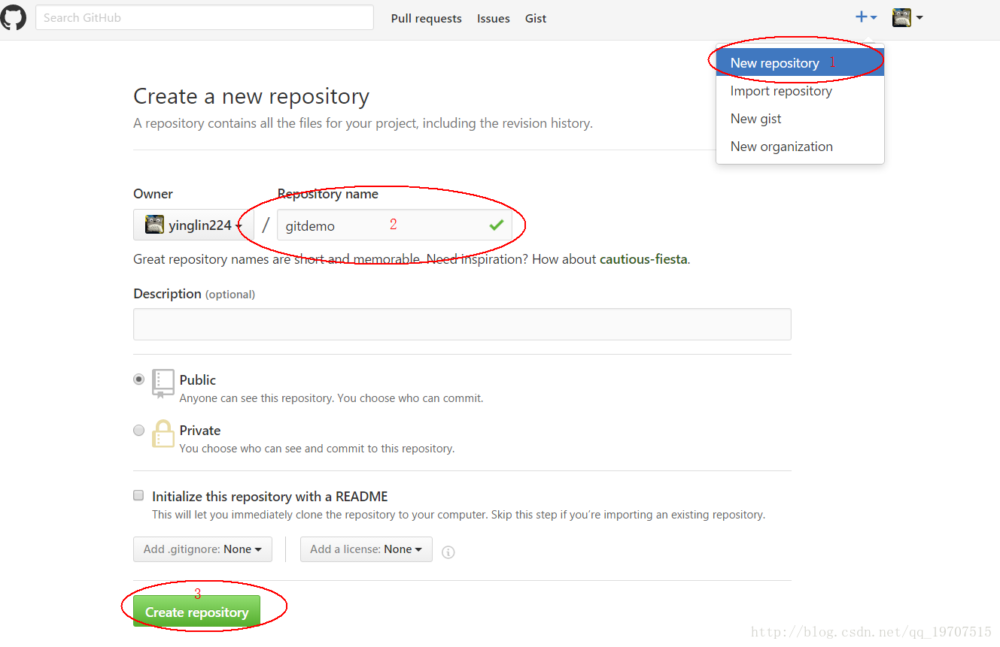 Search GitHub
Pull requests Issues Gist
New repository 1
Import repository
New gist
New organization
Create a new repository
A repository contains all the files for your project, including the revision history.
Owner Repository name
yinglin224 / gitdemo 2
Great repository names are short and memorable. Need inspiration? How about cautious-fiesta.
Description (optional)
Public
Anyone can see this repository. You choose who can commit.
Private
You choose who can see and commit to this repository.
Initialize this repository with a README
This will let you immediately clone the repository to your computer. Skip this step if you’re importing an existing repository.
Add .gitignore: None Add a license: None
3
Create repository
http://blog.csdn.net/qq_19707515